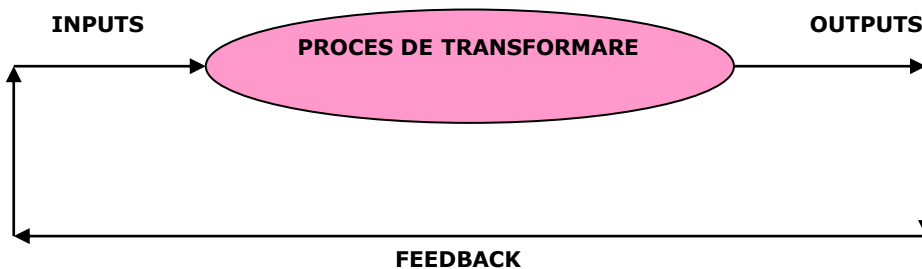 INPUTS
PROCES DE TRANSFORMARE
OUTPUTS
FEEDBACK